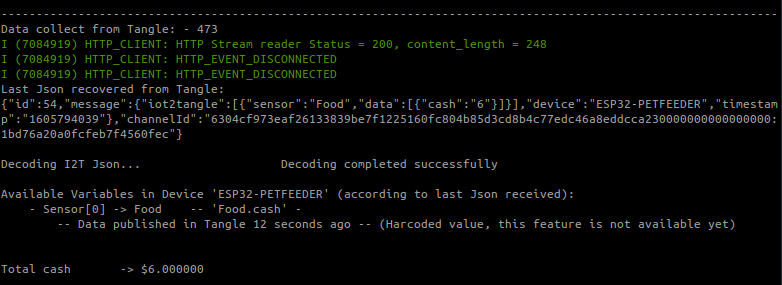 --------------------------------------------------------------------------------------------------------------
Data collect from Tangle: - 473
I (7084919) HTTP_CLIENT: HTTP Stream reader Status = 200, content_length = 248
I (7084919) HTTP_CLIENT: HTTP_EVENT_DISCONNECTED
I (7084919) HTTP_CLIENT: HTTP_EVENT_DISCONNECTED
Last Json recovered from Tangle:
{"id":54,"message":{"iot2tangle":[{"sensor":"Food","data":[{"cash":"6"}]}],"device":"ESP32-PETFEEDER","timestam
p":"1605794039"},"channelId":"6304cf973eaf26133839be7f1225160fc804b85d3cd8b4c77edc46a8eddcca230000000000000000:
1bd76a20a0fcfeb7f4560fec"}
Decoding I2T Json...                    Decoding completed successfully
Available Variables in Device 'ESP32-PETFEEDER' (according to last Json received):
    - Sensor[0] -> Food    -- 'Food.cash' -
        -- Data published in Tangle 12 seconds ago -- (Harcoded value, this feature is not available yet)
Total cash       -> $6.000000